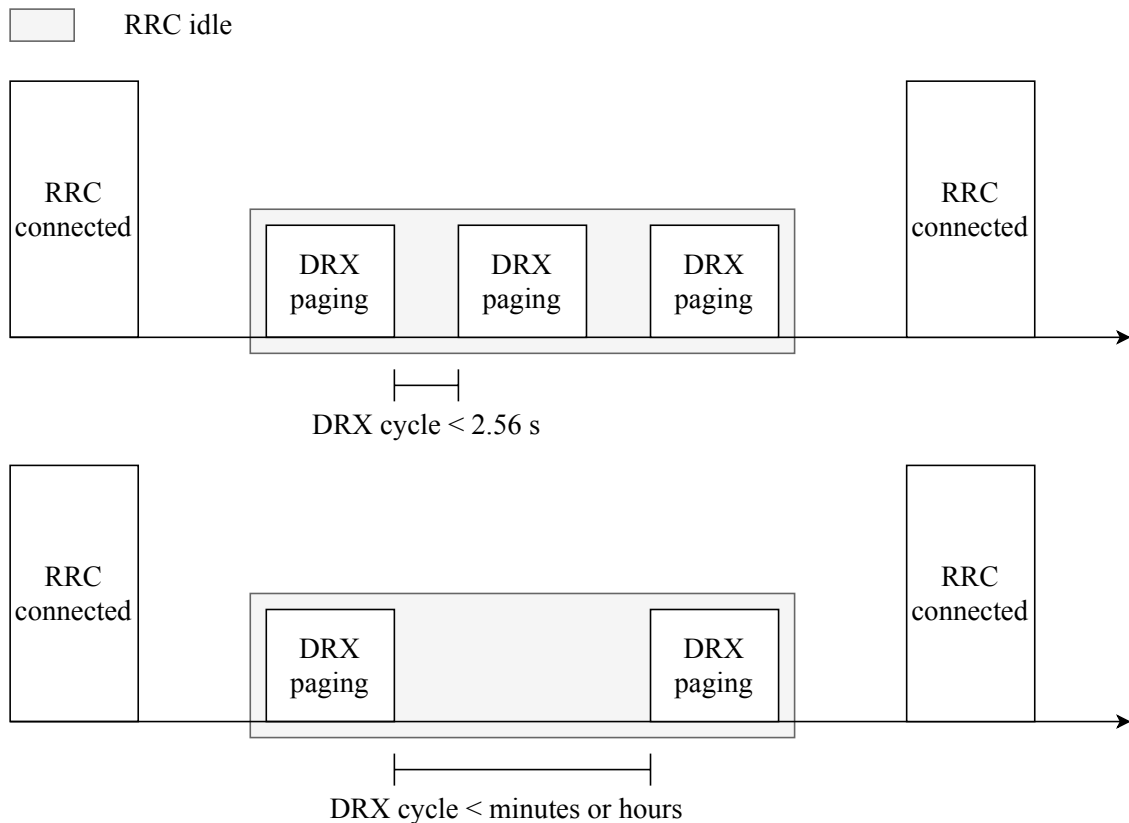 RRC idle
RRC
connected
DRX
paging
DRX
paging
DRX
paging
RRC
connected
DRX cycle < 2.56 s
RRC
connected
DRX
paging
DRX
paging
RRC
connected
DRX cycle < minutes or hours